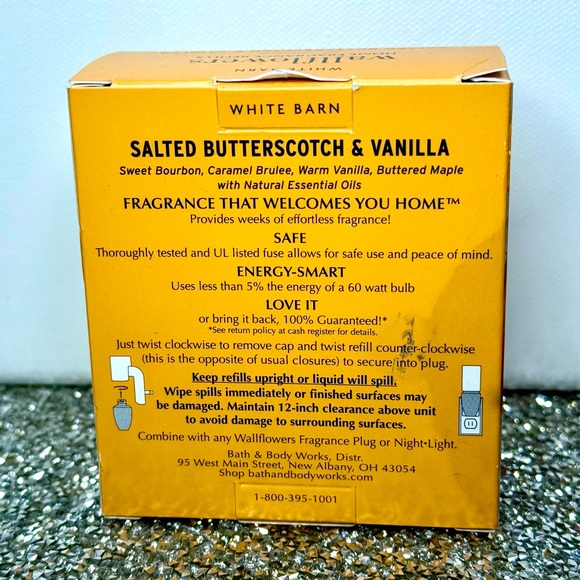 WHITE BARN
Wallflowers
WHITE BARN
SALTED BUTTERSCOTCH & VANILLA
Sweet Bourbon, Caramel Brulee, Warm Vanilla, Buttered Maple
with Natural Essential Oils
FRAGRANCE THAT WELCOMES YOU HOME™
Provides weeks of effortless fragrance!
SAFE
Thoroughly tested and UL listed fuse allows for safe use and peace of mind.
ENERGY-SMART
Uses less than 5% the energy of a 60 watt bulb
LOVE IT
or bring it back, 100% Guaranteed!*
*See return policy at cash register for details.
Just twist clockwise to remove cap and twist refill counter-clockwise
(this is the opposite of usual closures) to secure into plug.
Keep refills upright or liquid will spill.
Wipe spills immediately or finished surfaces may
be damaged. Maintain 12-inch clearance above unit
to avoid damage to surrounding surfaces.
Combine with any Wallflowers Fragrance Plug or Night•Light.
Bath & Body Works, Distr.
95 West Main Street, New Albany, OH 43054
Shop bathandbodyworks.com
1-800-395-1001